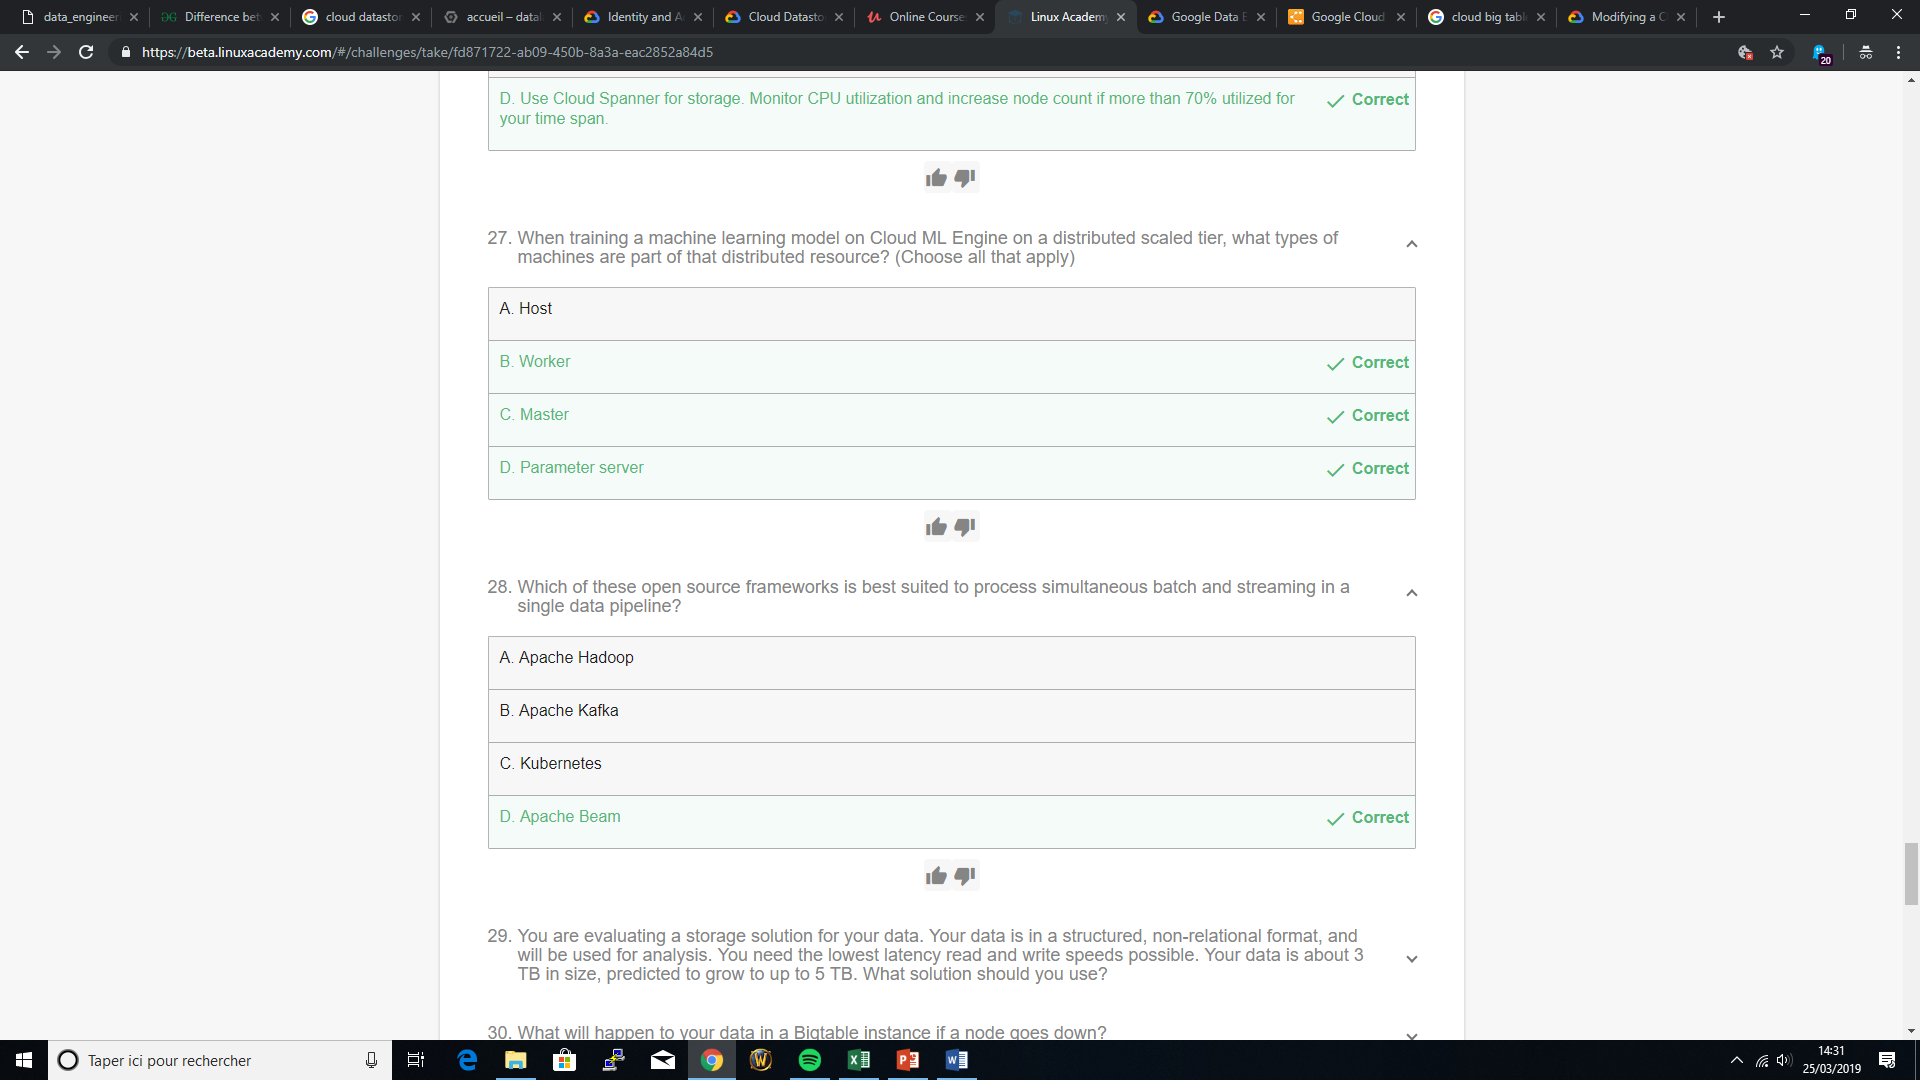 data_engineer
Difference bet
cloud datastor
accueil – datal
Identity and A
Cloud Datasto
Online Course
Linux Academy
Google Data E
Google Cloud
cloud big tabl
Modifying a C
https://beta.linuxacademy.com/#/challenges/take/fd871722-ab09-450b-8a3a-eac2852a84d5
20
D. Use Cloud Spanner for storage. Monitor CPU utilization and increase node count if more than 70% utilized for
your time span.
Correct
27. When training a machine learning model on Cloud ML Engine on a distributed scaled tier, what types of
machines are part of that distributed resource? (Choose all that apply)
A. Host
B. Worker
Correct
C. Master
Correct
D. Parameter server
Correct
28. Which of these open source frameworks is best suited to process simultaneous batch and streaming in a
single data pipeline?
A. Apache Hadoop
B. Apache Kafka
C. Kubernetes
D. Apache Beam
Correct
29. You are evaluating a storage solution for your data. Your data is in a structured, non-relational format, and
will be used for analysis. You need the lowest latency read and write speeds possible. Your data is about 3
TB in size, predicted to grow to up to 5 TB. What solution should you use?
30. What will happen to your data in a Bigtable instance if a node goes down?
Taper ici pour rechercher
14:31
25/03/2019